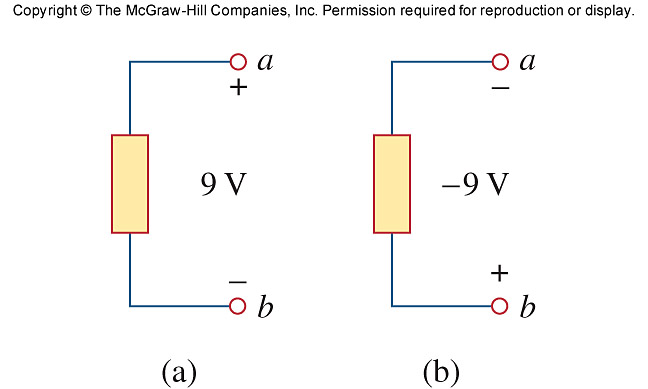 Copyright © The McGraw-Hill Companies, Inc. Permission required for reproduction or display.
a
+
9 V
−
b
(a)
a
−
−9 V
+
b
(b)